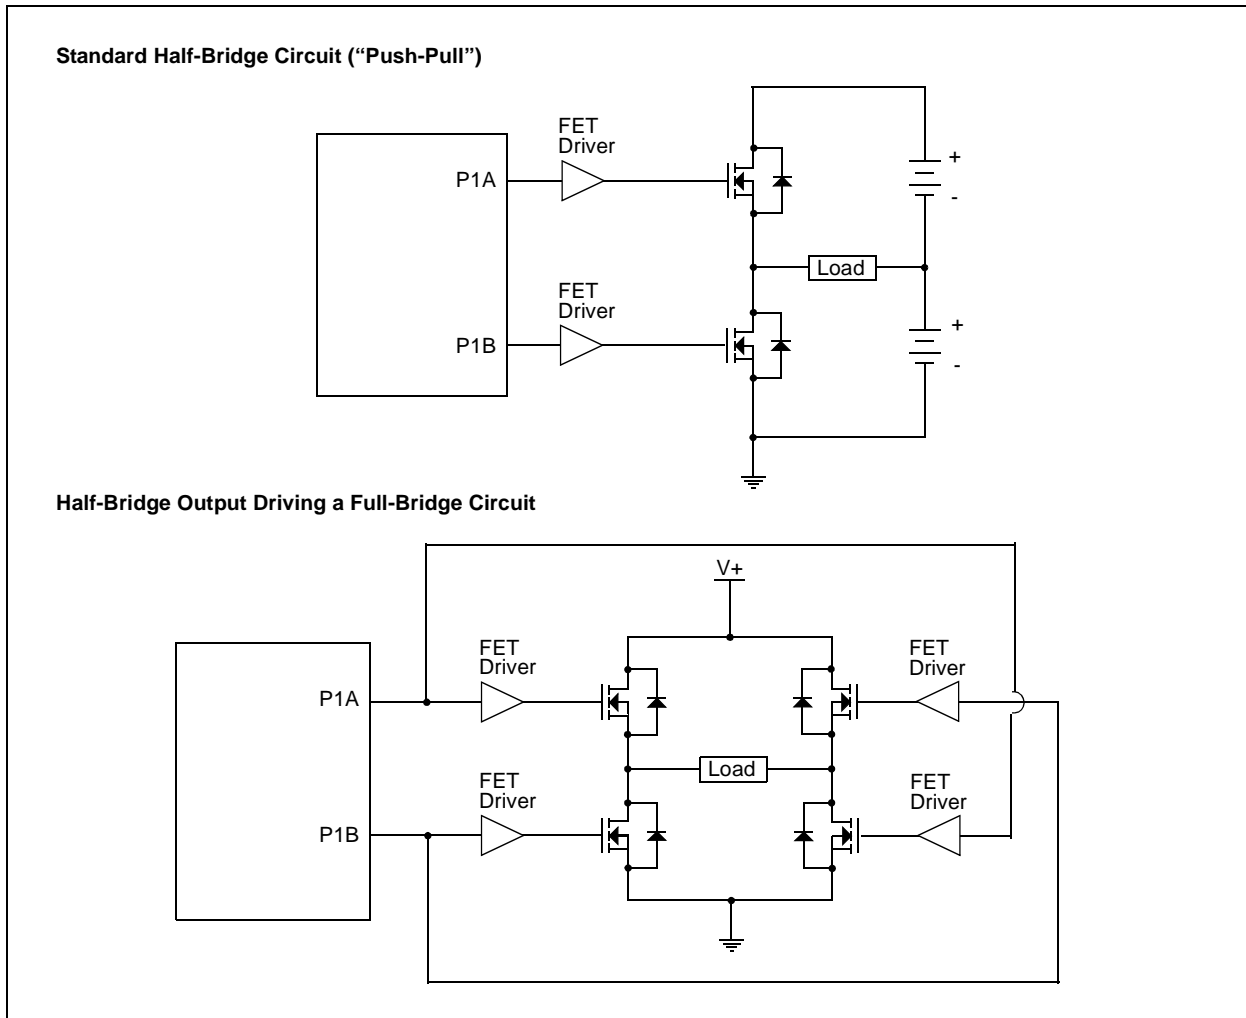 Standard Half-Bridge Circuit (“Push-Pull”)
FET
Driver
P1A
+
-
Load
FET
Driver
P1B
+
-
Half-Bridge Output Driving a Full-Bridge Circuit
V+
FET
Driver
FET
Driver
P1A
Load
FET
Driver
FET
Driver
P1B